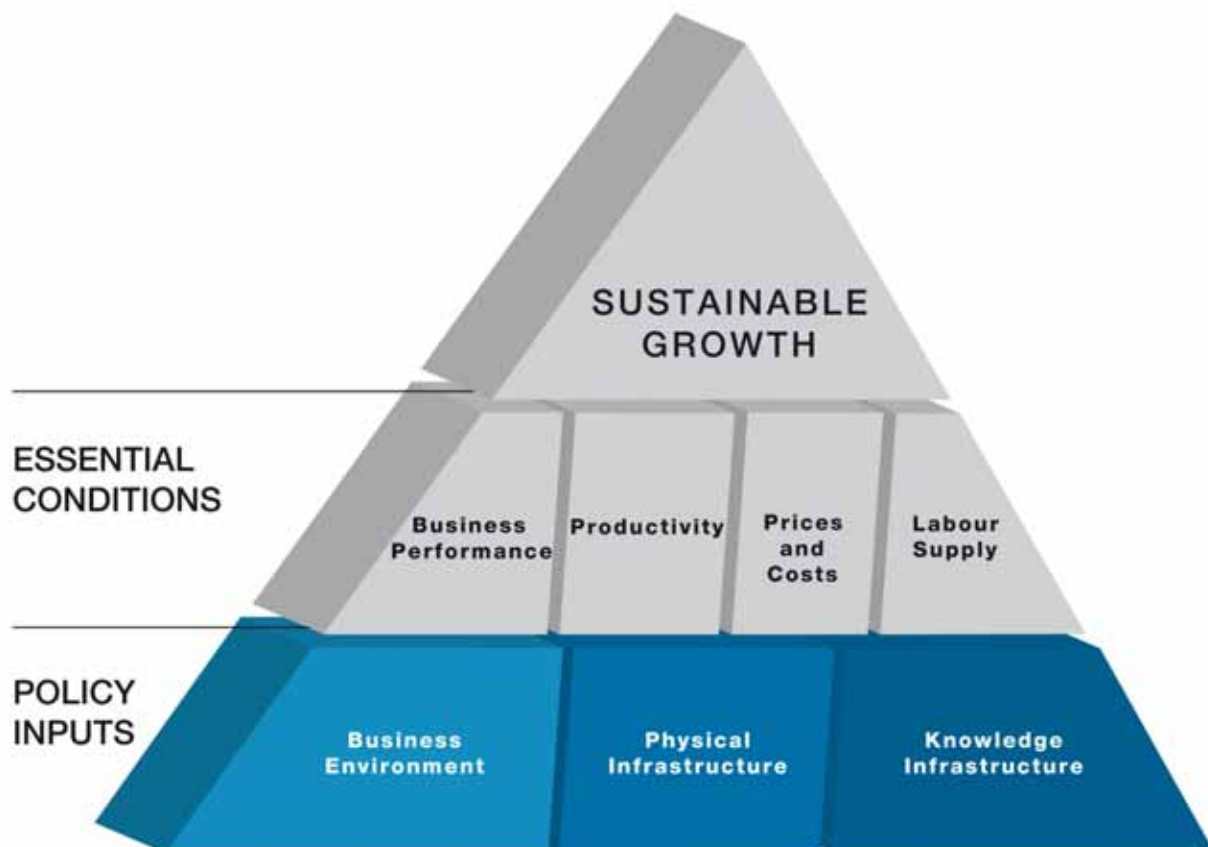 SUSTAINABLE
GROWTH
ESSENTIAL
CONDITIONS
Business
Performance
Productivity
Prices
and
Costs
Labour
Supply
POLICY
INPUTS
Business
Environment
Physical
Infrastructure
Knowledge
Infrastructure